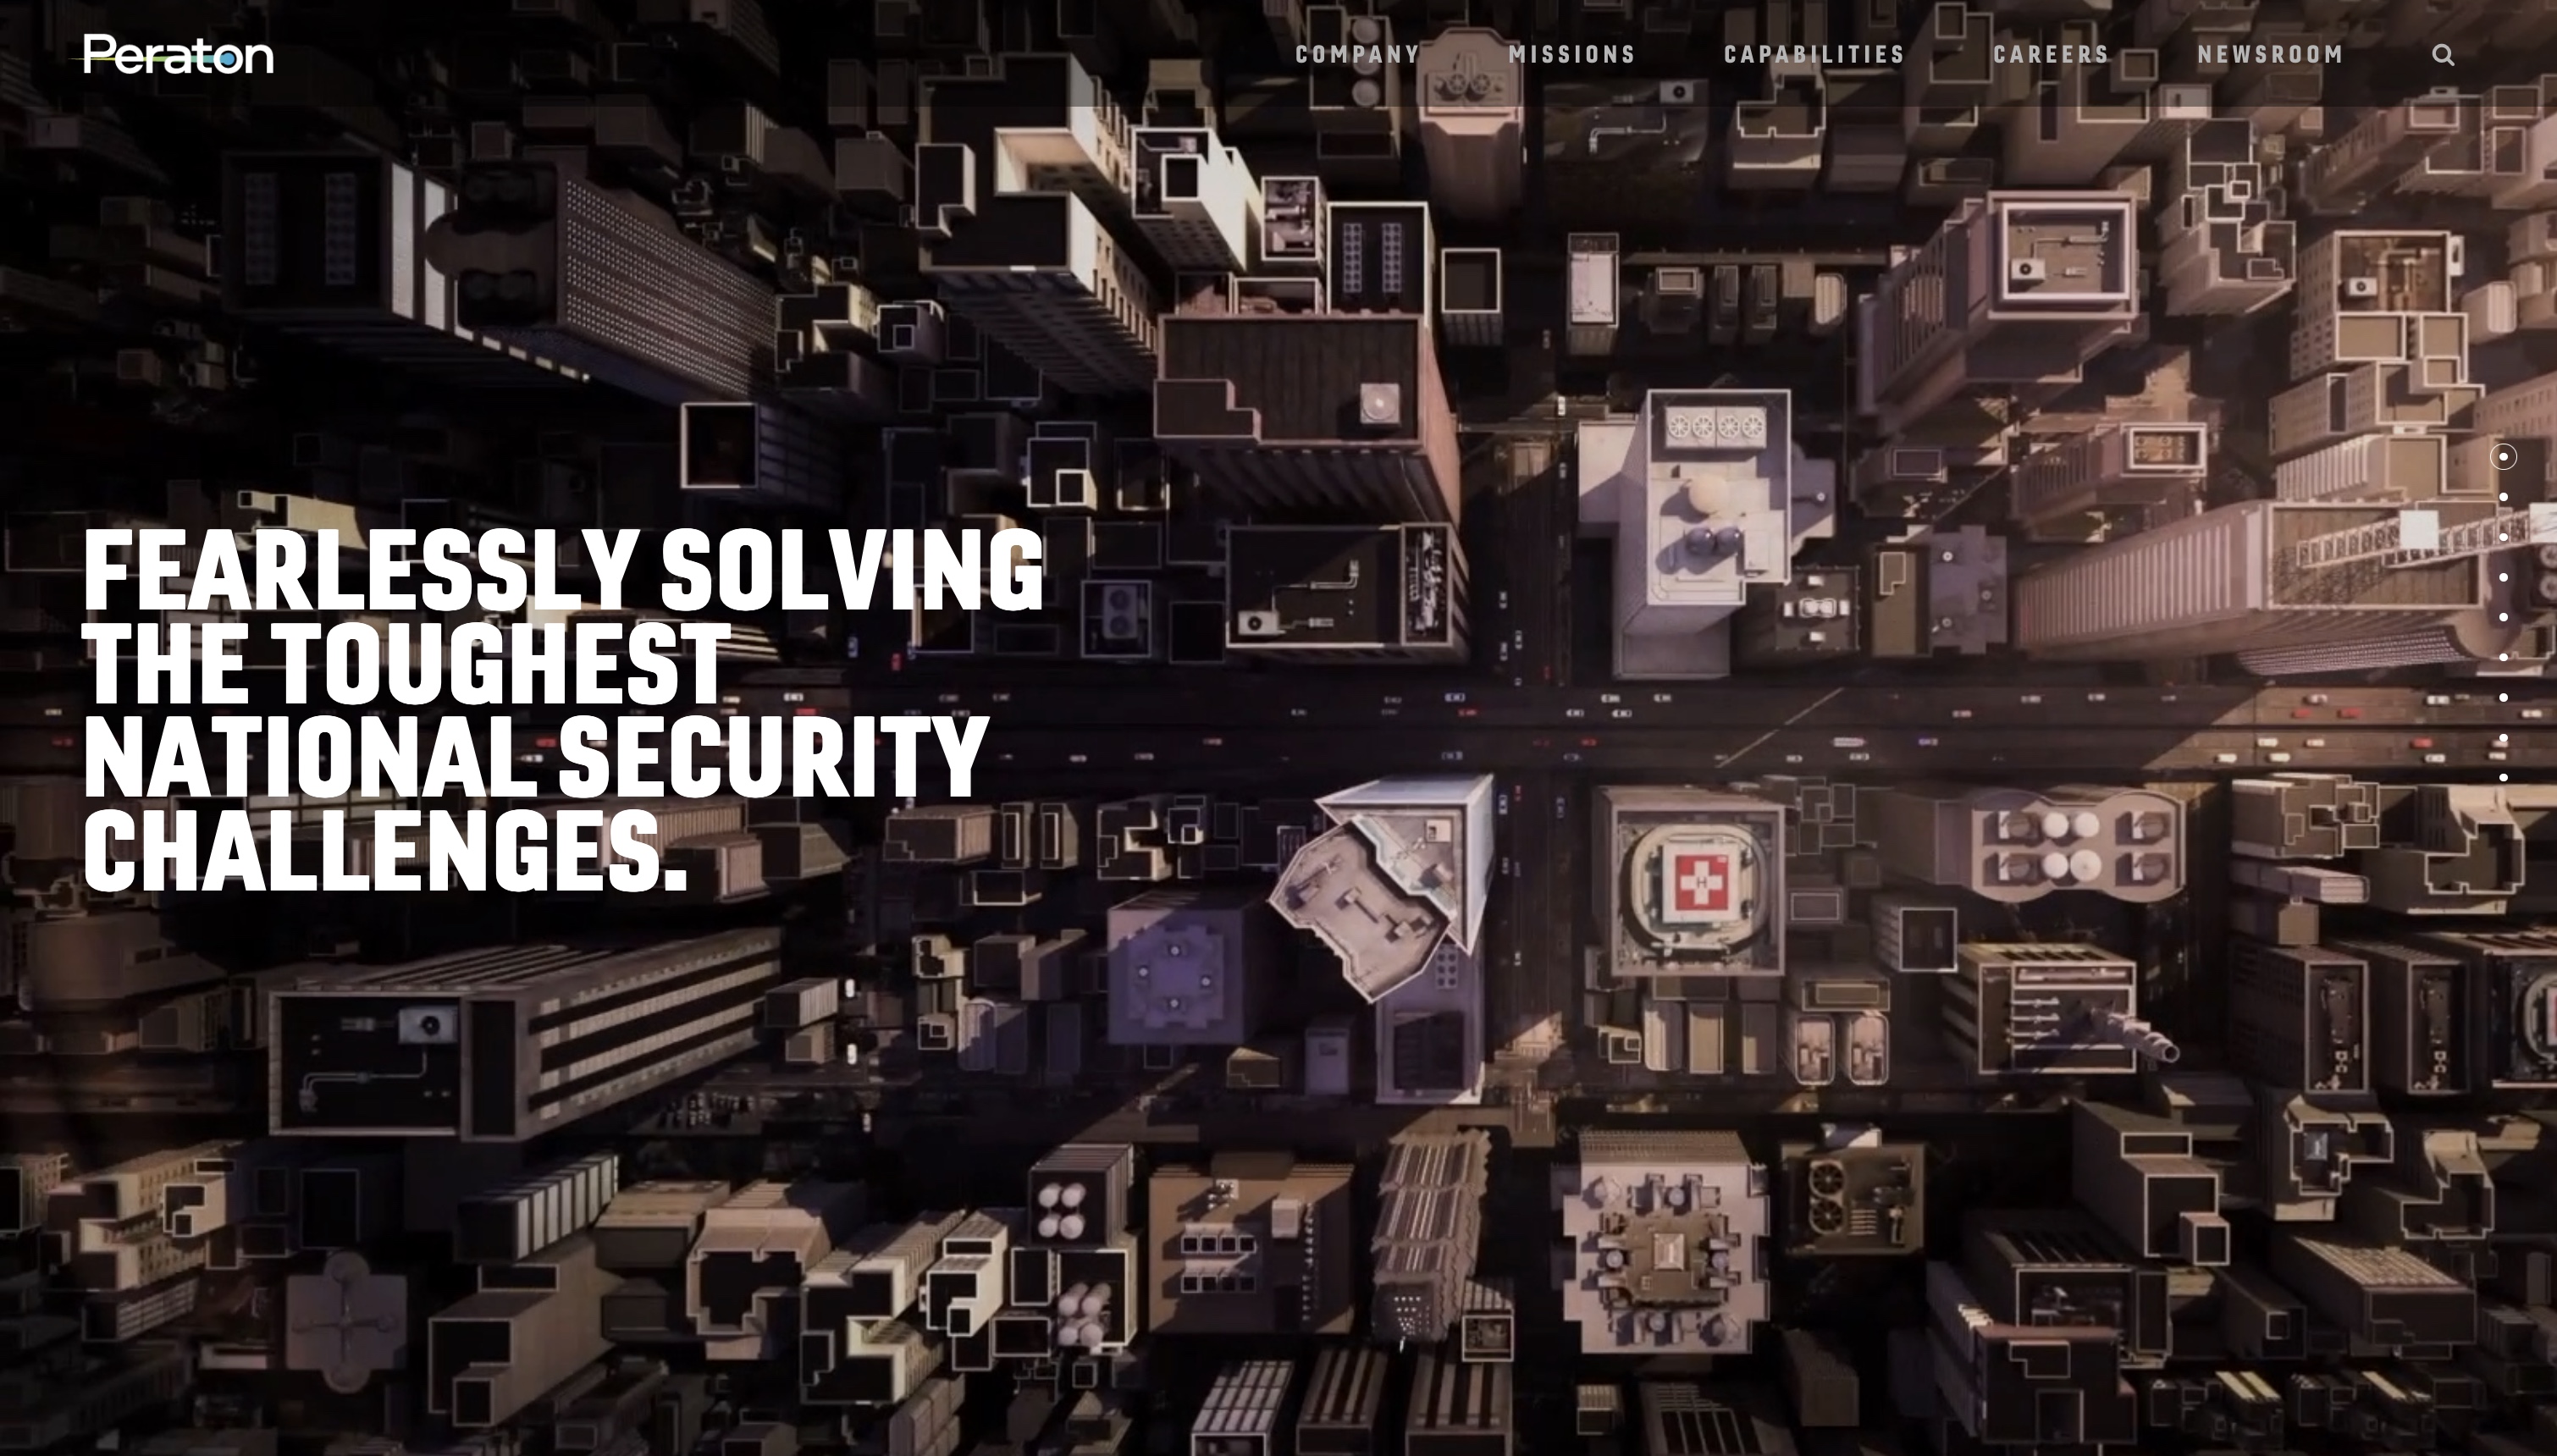 Peraton
COMPANY MISSIONS CAPABILITIES CAREERS NEWSROOM
FEARLESSLY SOLVING
THE TOUGHEST
NATIONAL SECURITY
CHALLENGES.
H